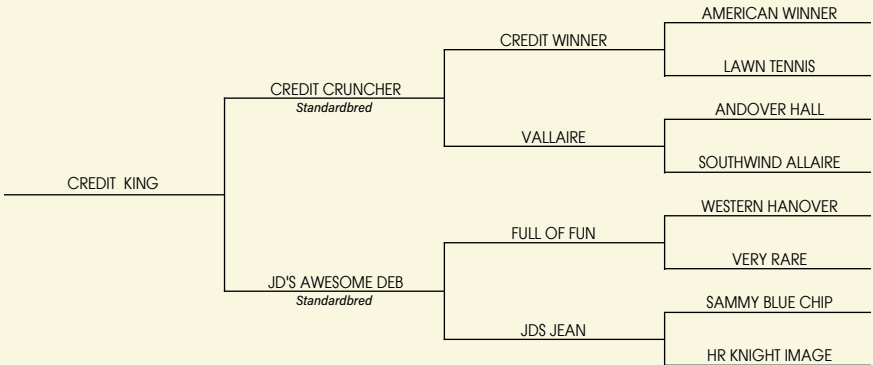 AMERICAN WINNER
CREDIT WINNER
LAWN TENNIS
CREDIT CRUNCHER
Standardbred
ANDOVER HALL
VALLAIRE
SOUTHWIND ALLAIRE
CREDIT KING
WESTERN HANOVER
FULL OF FUN
VERY RARE
JD'S AWESOME DEB
Standardbred
SAMMY BLUE CHIP
JDS JEAN
HR KNIGHT IMAGE